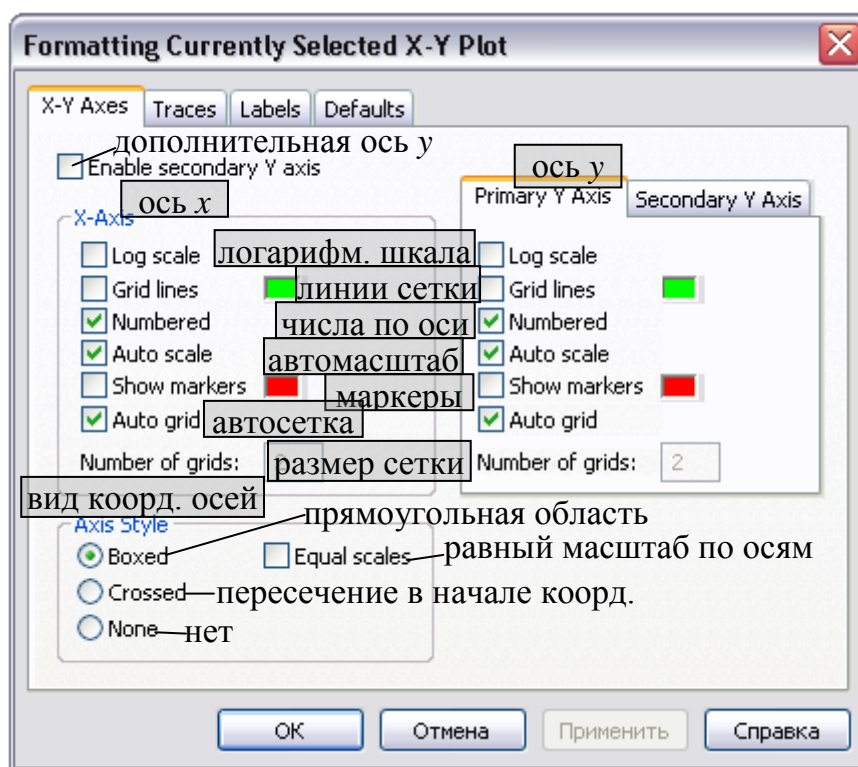 Formatting Currently Selected X-Y Plot
X-Y Axes Traces Labels Defaults
дополнительная ось y
Enable secondary Y axis
ось x
ось y
X-Axis
Primary Y Axis Secondary Y Axis
Log scale логарифм. шкала Log scale
Grid lines линии сетки Grid lines
Numbered числа по оси Numbered
Auto scale автомасштаб Auto scale
Show markers маркеры Show markers
Auto grid автосетка Auto grid
Number of grids: размер сетки Number of grids: 2
вид коорд. осей
Axis Style
прямоугольная область
Boxed Equal scales равный масштаб по осям
Crossed пересечение в начале коорд.
None нет
ОК Отмена Применить Справка